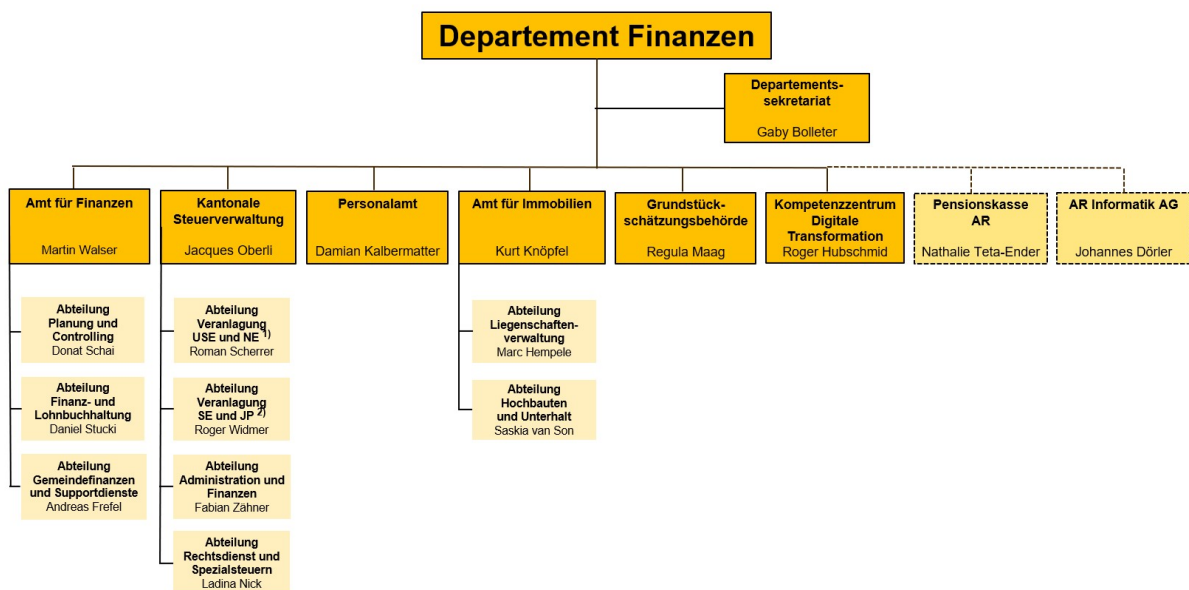 Departement Finanzen
Departements-
sekretariat
Gaby Bolleter
Amt für Finanzen
Martin Walser
Kantonale
Steuerverwaltung
Jacques Oberli
Personalamt
Damian Kalbermatter
Amt für Immobilien
Kurt Knöpfel
Grundstück-
schätzungsbehörde
Regula Maag
Kompetenzzentrum
Digitale
Transformation
Roger Hubschmid
Pensionskasse
AR
Nathalie Teta-Ender
AR Informatik AG
Johannes Dörler
Abteilung
Planung und
Controlling
Donat Schai
Abteilung
Finanz- und
Lohnbuchhaltung
Daniel Stucki
Abteilung
Gemeindefinanzen
und Supportdienste
Andreas Frefel
Abteilung
Veranlagung
USE und NE 1)
Roman Scherrer
Abteilung
Veranlagung
SE und JP 2)
Roger Widmer
Abteilung
Administration und
Finanzen
Fabian Zähner
Abteilung
Rechtsdienst und
Spezialsteuern
Ladina Nick
Abteilung
Liegenschaften-
verwaltung
Marc Hempele
Abteilung
Hochbauten
und Unterhalt
Saskia van Son